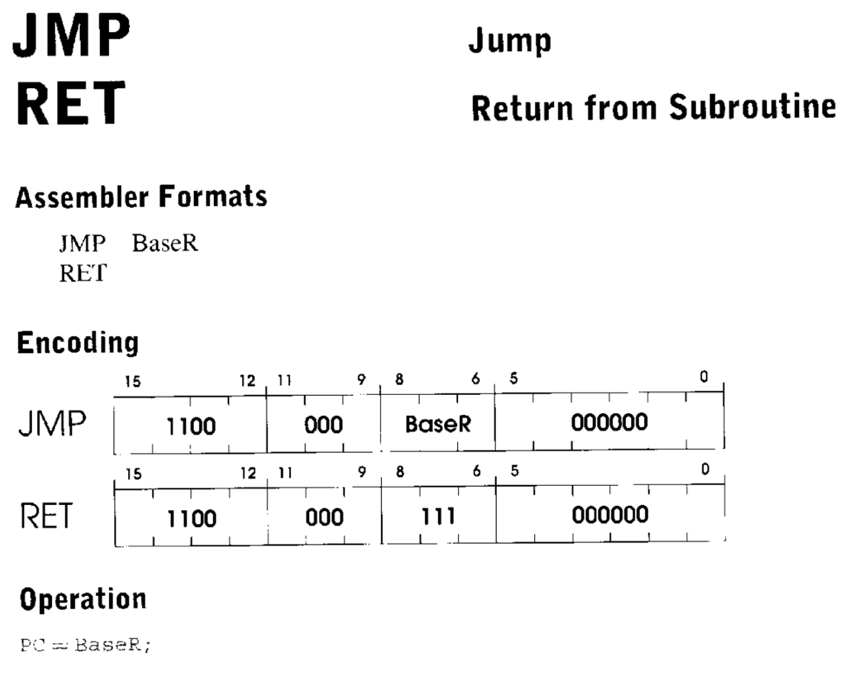 JMP Jump
RET Return from Subroutine
Assembler Formats
JMP BaseR
RET
Encoding
15 12 11 9 8 6 5 0
JMP 1100 000 BaseR 000000
15 12 11 9 8 6 5 0
RET 1100 000 111 000000
Operation
PC = BaseR;